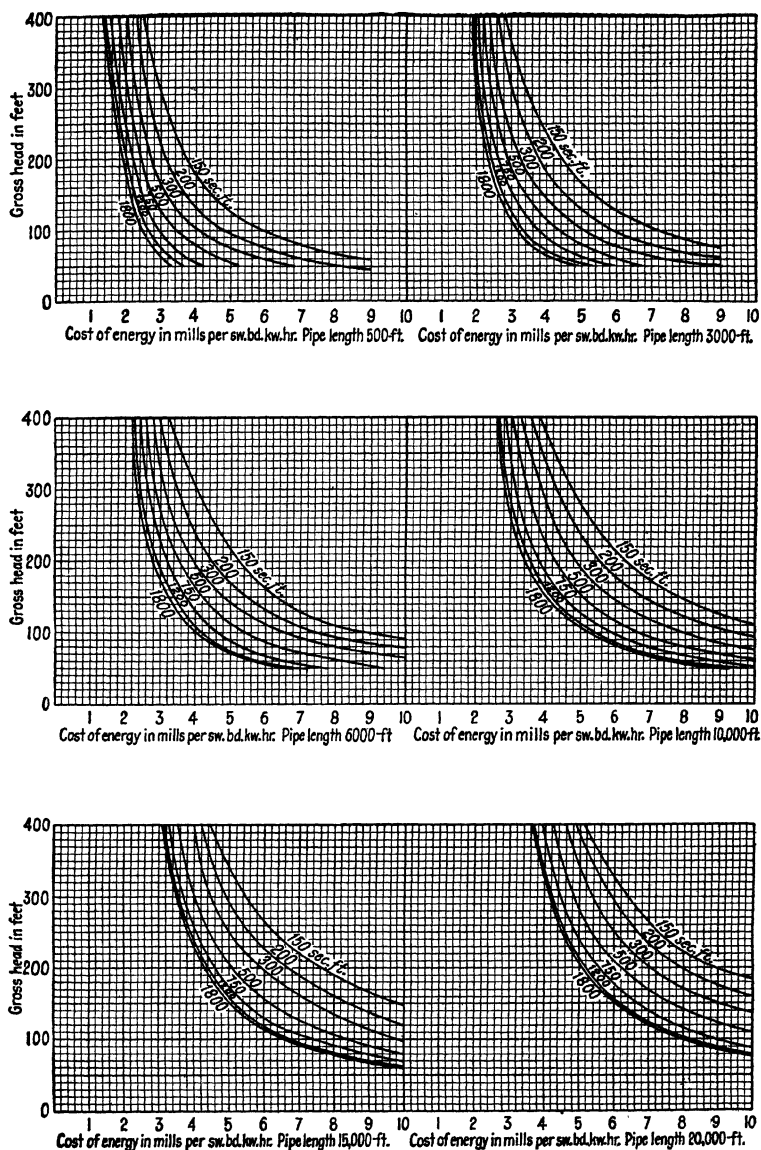 400
300
200
100
0
Gross head in feet
150 sec.ft.
200
300
500
1800
1 2 3 4 5 6 7 8 9 10
Cost of energy in mills per sw.bd.kw.hr. Pipe length 500-ft.
150 sec.ft.
200
300
500
1800
1 2 3 4 5 6 7 8 9 10
Cost of energy in mills per sw.bd.kw.hr. Pipe length 3000-ft.
400
300
200
100
0
Gross head in feet
150 sec.ft.
200
300
500
750
1800
1 2 3 4 5 6 7 8 9 10
Cost of energy in mills per sw.bd.kw.hr. Pipe length 6000-ft
150 sec.ft.
200
300
500
750
1800
1 2 3 4 5 6 7 8 9 10
Cost of energy in mills per sw.bd.kw.hr. Pipe length 10,000-ft
400
300
200
100
0
Gross head in feet
150 sec.ft.
200
300
500
750
1800
1 2 3 4 5 6 7 8 9 10
Cost of energy in mills per sw.bd.kw.hr. Pipe length 15,000-ft.
150 sec.ft.
200
300
500
750
1800
1 2 3 4 5 6 7 8 9 10
Cost of energy in mills per sw.bd.kw.hr. Pipe length 20,000-ft.